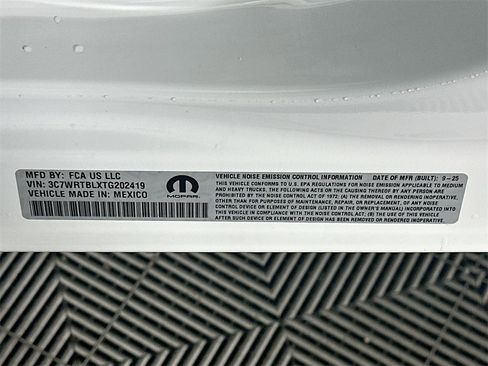 MFD BY: FCA US LLC
VIN: 3C7WRTBLXTG202419
VEHICLE MADE IN: MEXICO
MOPAR.
VEHICLE NOISE EMISSION CONTROL INFORMATION DATE OF MFR (BUILT): 9-25
THIS VEHICLE CONFORMS TO U.S. EPA REGULATIONS FOR NOISE EMISSION APPLICABLE TO MEDIUM
AND HEAVY TRUCKS. THE FOLLOWING ACTS OR THE CAUSING THEREOF BY ANY PERSON ARE
PROHIBITED BY THE NOISE CONTROL ACT OF 1972: (A) THE REMOVAL OR RENDERING INOPERATIVE,
OTHER THAN FOR PURPOSES OF MAINTENANCE, REPAIR, OR REPLACEMENT, OF ANY NOISE
CONTROL DEVICE OR ELEMENT OF DESIGN (LISTED IN THE OWNER'S MANUAL) INCORPORATED INTO
THIS VEHICLE IN COMPLIANCE WITH THE NOISE CONTROL ACT; (B) THE USE OF THIS VEHICLE
AFTER SUCH DEVICE OR ELEMENT OF DESIGN HAS BEEN REMOVED OR RENDERED INOPERATIVE.